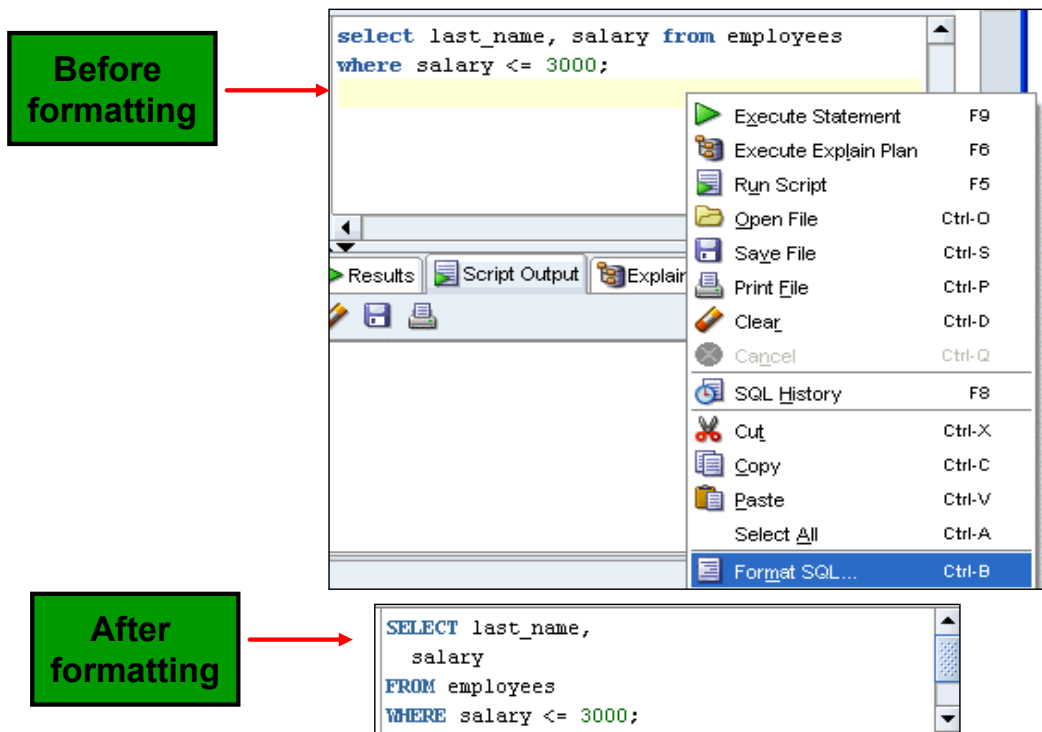 Before
formatting
select last_name, salary from employees
where salary <= 3000;
Execute Statement F9
Execute Explain Plan F6
Run Script F5
Open File Ctrl-O
Save File Ctrl-S
Print File Ctrl-P
Clear Ctrl-D
Cancel Ctrl-Q
SQL History F8
Cut Ctrl-X
Copy Ctrl-C
Paste Ctrl-V
Select All Ctrl-A
Format SQL... Ctrl-B
Results Script Output Explain
After
formatting
SELECT last_name,
salary
FROM employees
WHERE salary <= 3000;